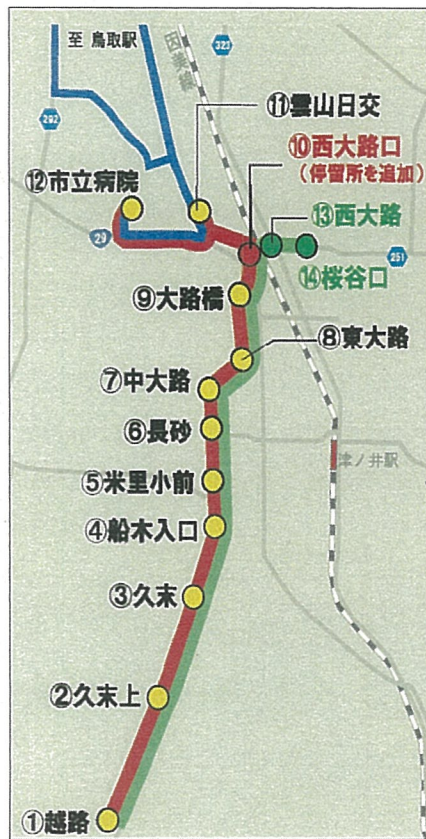 至 鳥取駅
323
因美線
292
⑪雲山日交
⑩西大路口
(停留所を追加)
⑫市立病院
⑬西大路
29
251
⑭桜谷口
⑨大路橋
⑧東大路
⑦中大路
⑥長砂
津ノ井駅
⑤米里小前
④船木入口
③久末
②久末上
①越路